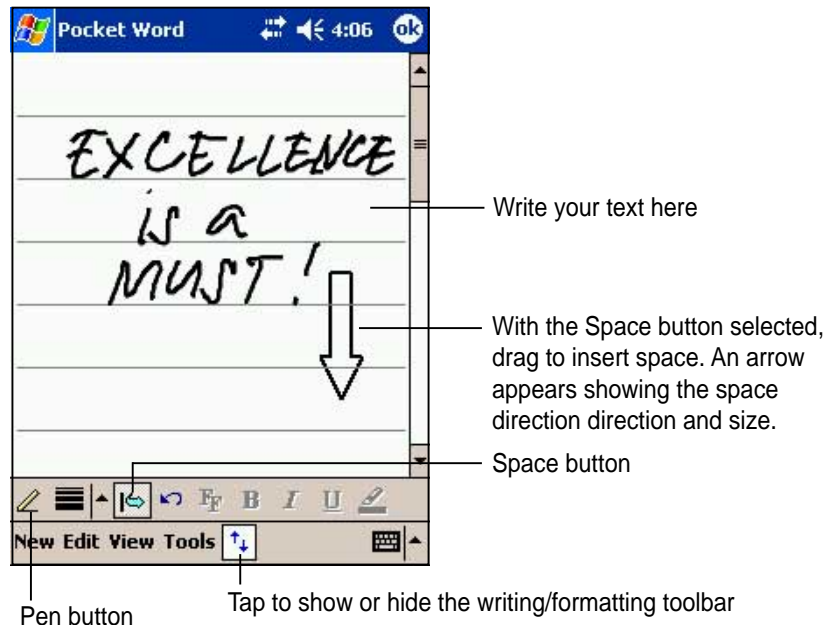 Pocket Word 4:06 ok
EXCELLENCE
is a
MUST!
Write your text here
With the Space button selected,
drag to insert space. An arrow
appears showing the space
direction direction and size.
Space button
FF B I U
New Edit View Tools
Pen button
Tap to show or hide the writing/formatting toolbar